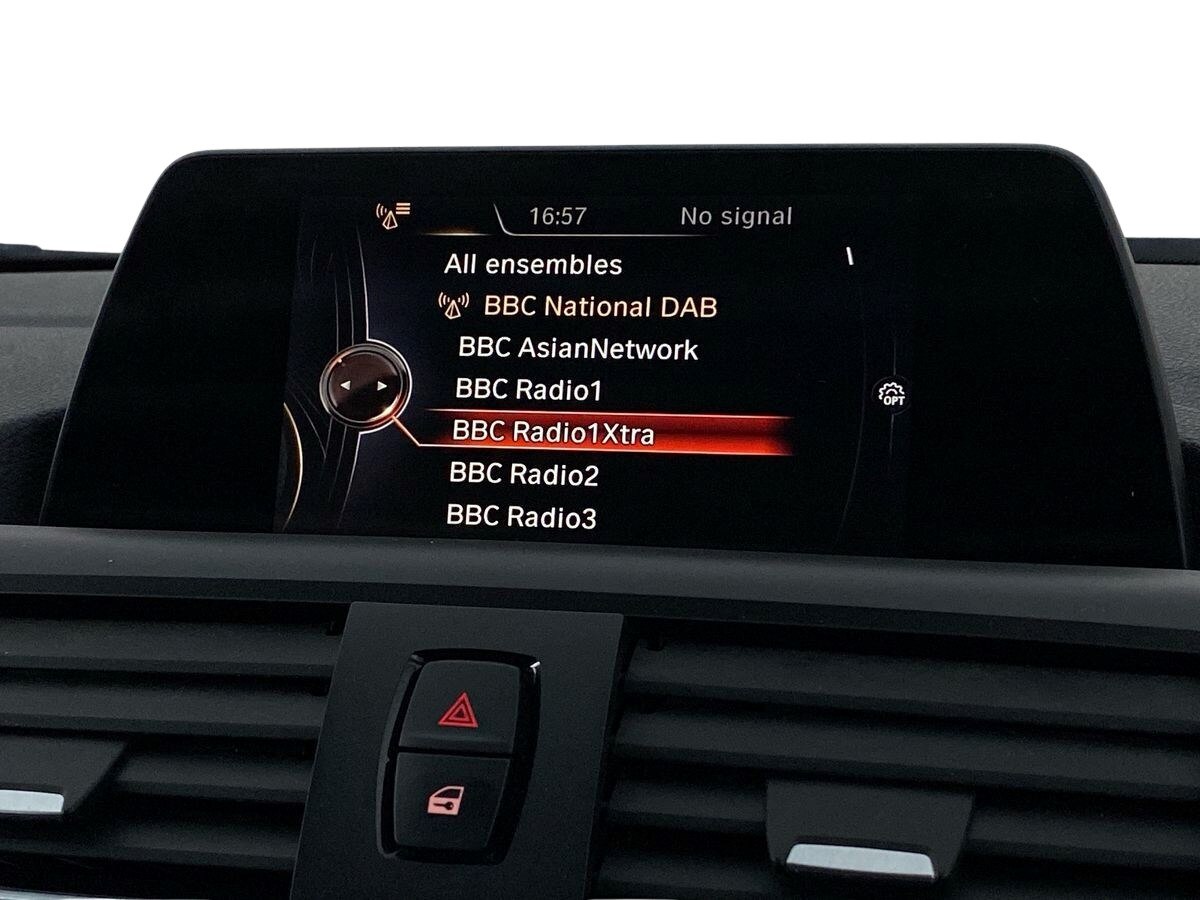 16:57 No signal
All ensembles
BBC National DAB
BBC AsianNetwork
BBC Radio1
OPT
BBC Radio1Xtra
BBC Radio2
BBC Radio3